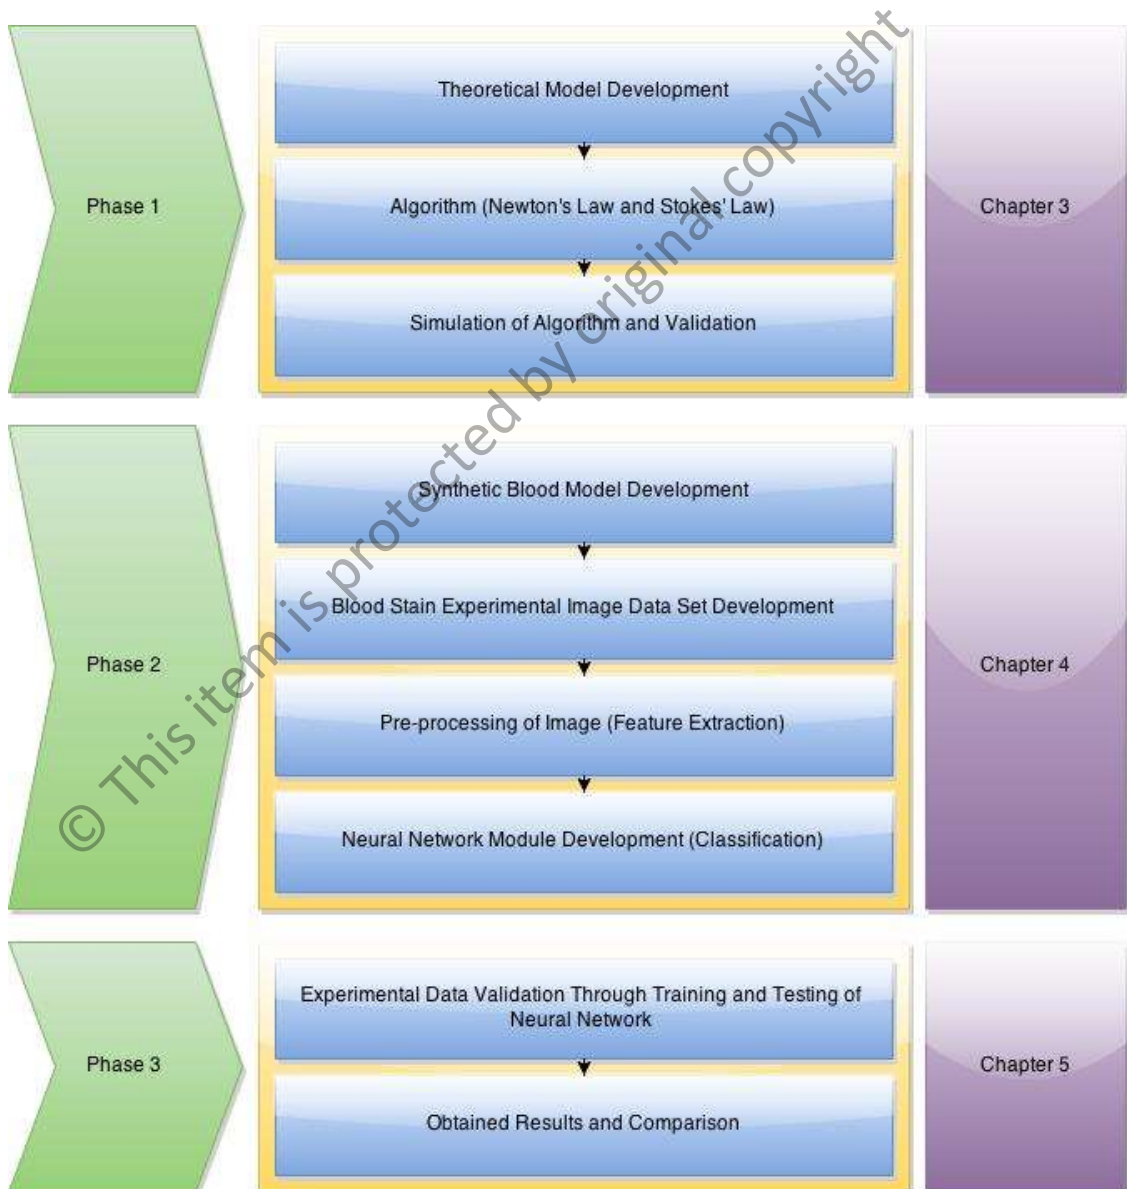 Phase 1
Theoretical Model Development
Algorithm (Newton's Law and Stokes' Law)
Simulation of Algorithm and Validation
Chapter 3
Phase 2
Synthetic Blood Model Development
Blood Stain Experimental Image Data Set Development
Pre-processing of Image (Feature Extraction)
Neural Network Module Development (Classification)
Chapter 4
Phase 3
Experimental Data Validation Through Training and Testing of
Neural Network
Obtained Results and Comparison
Chapter 5
© This item is protected by original copyright